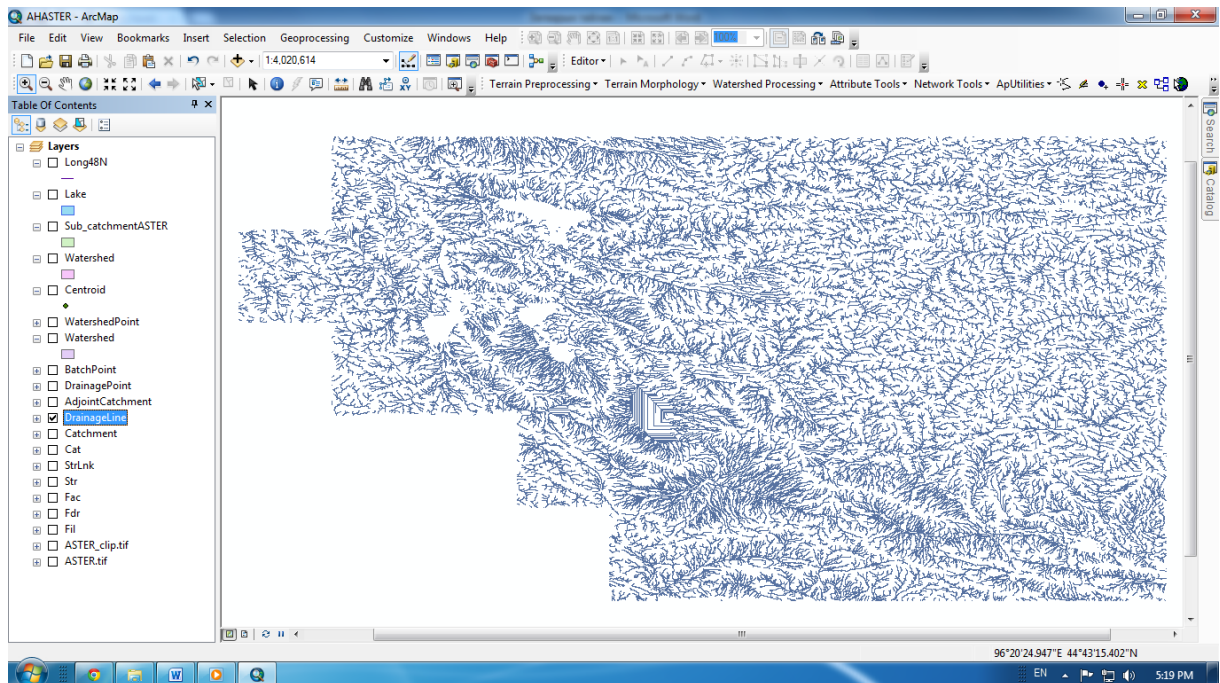 AHASTER - ArcMap
File Edit View Bookmarks Insert Selection Geoprocessing Customize Windows Help 100%
1:4,020,614 Editor
Terrain Preprocessing Terrain Morphology Watershed Processing Attribute Tools Network Tools ApUtilities
Table Of Contents
Layers
Long48N
Lake
Sub_catchmentASTER
Watershed
Centroid
WatershedPoint
Watershed
BatchPoint
DrainagePoint
AdjointCatchment
DrainageLine
Catchment
Cat
StrLnk
Str
Fac
Fdr
Fil
ASTER_clip.tif
ASTER.tif
Search
Catalog
96°20'24.947"E 44°43'15.402"N
EN 5:19 PM